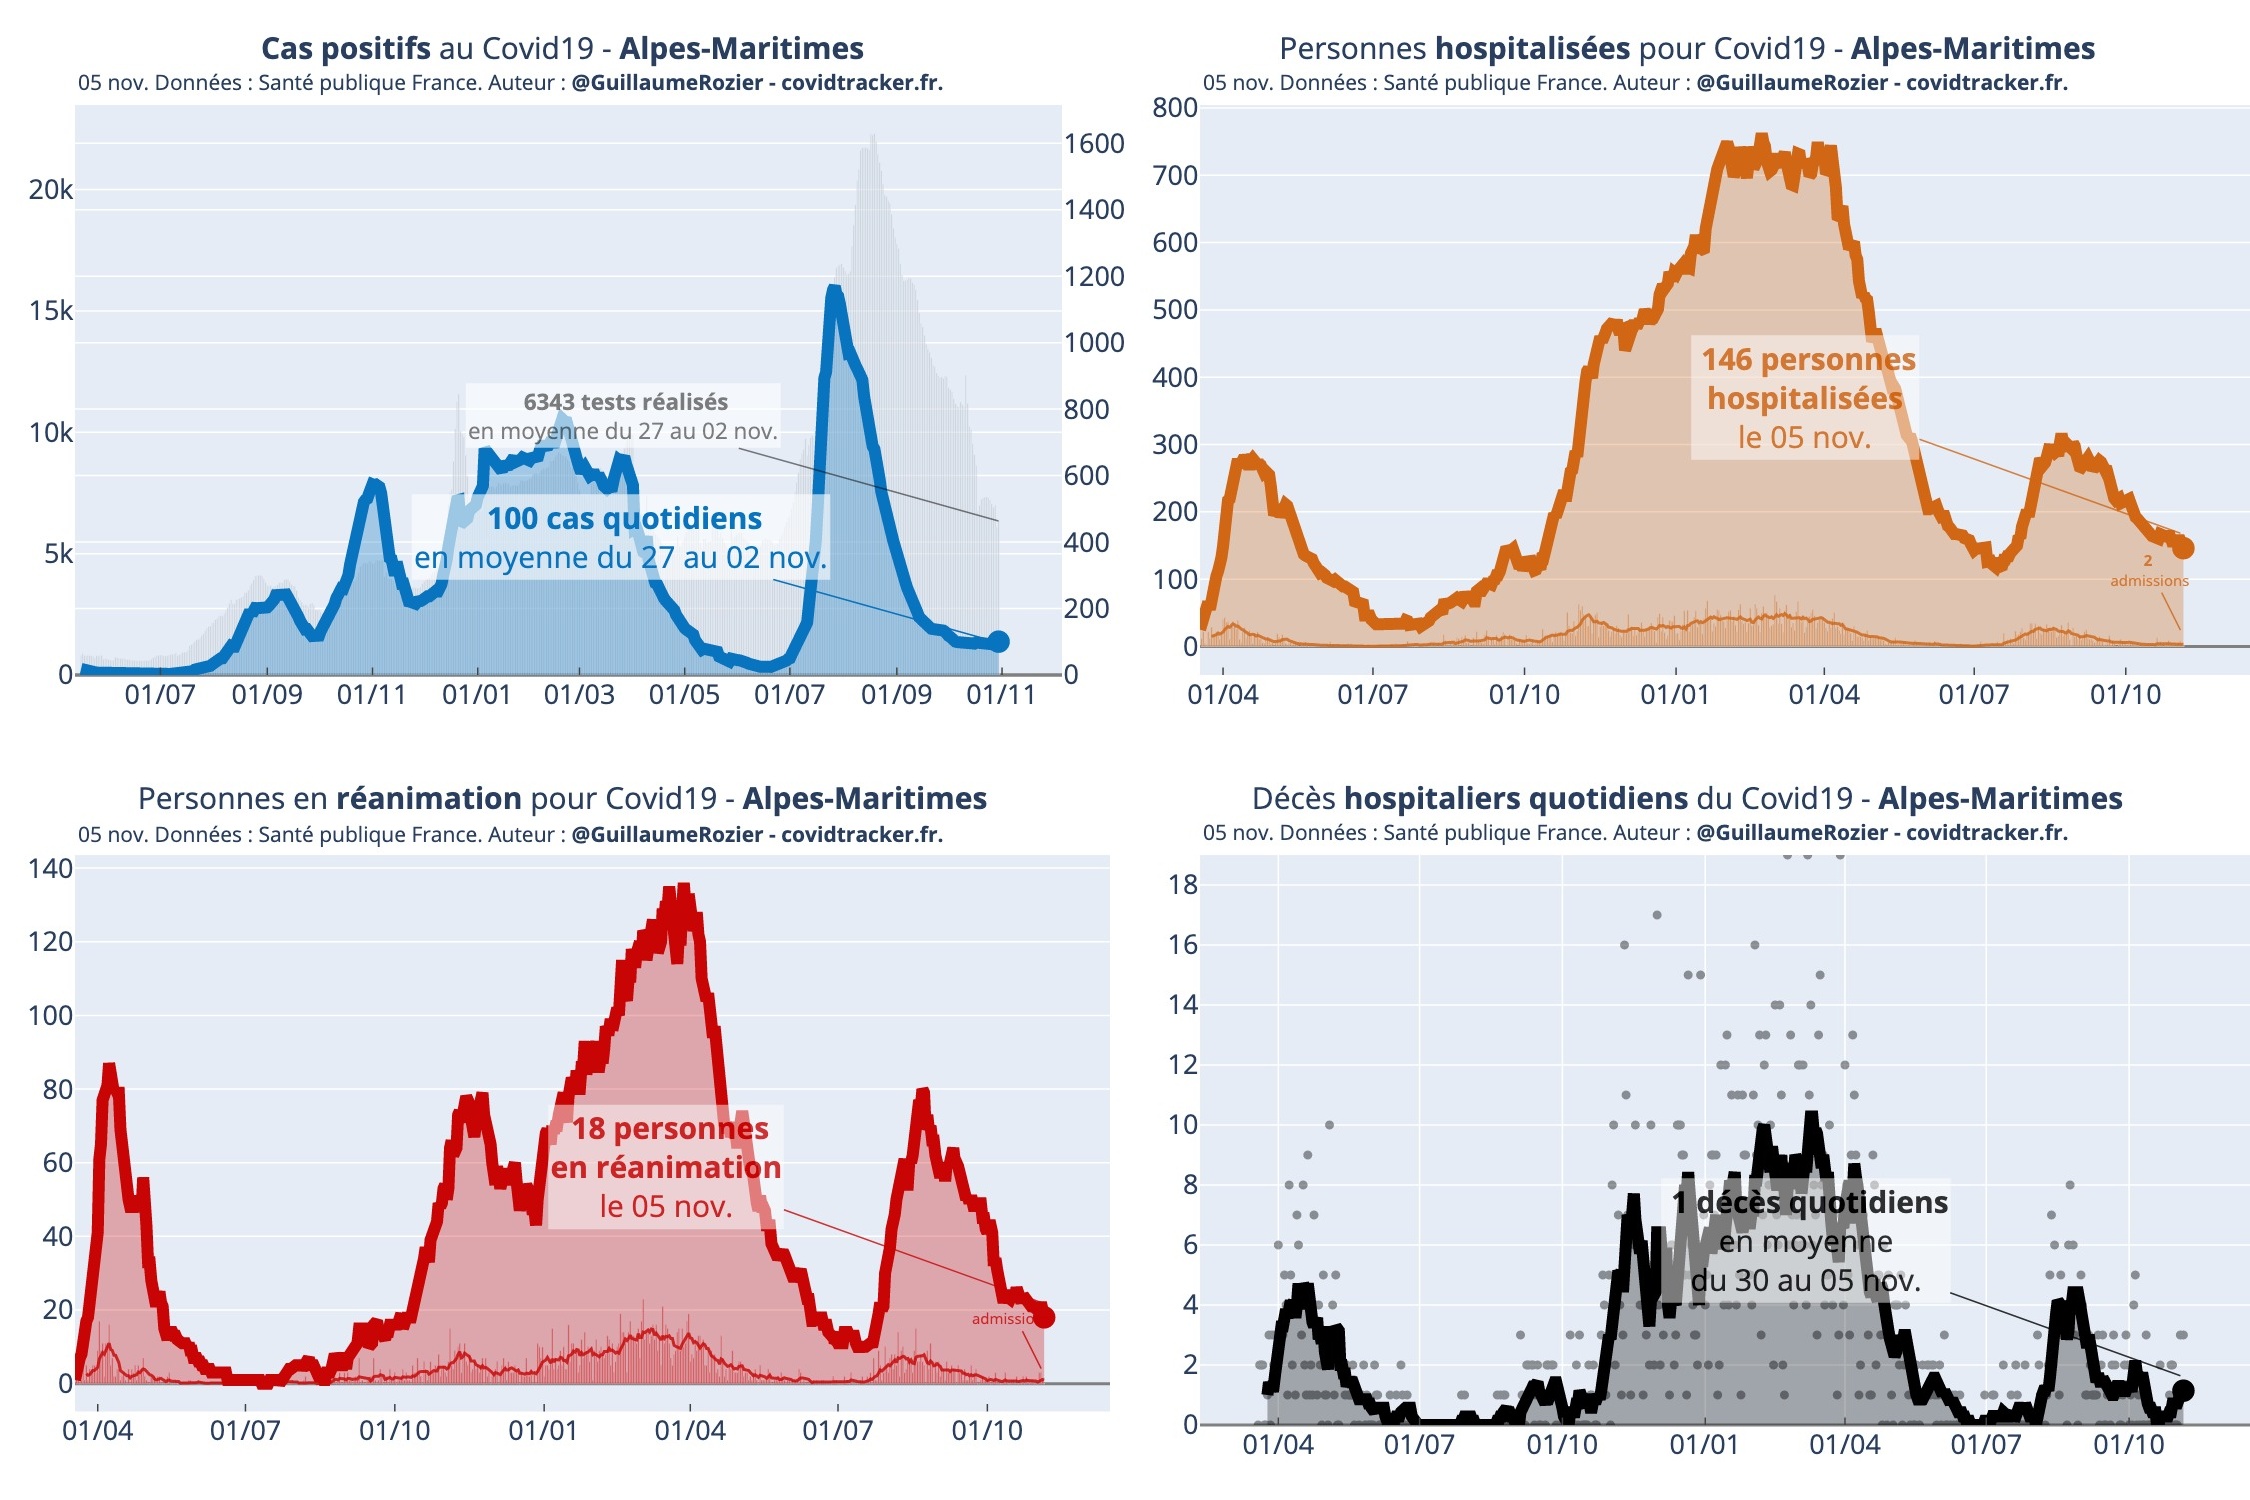 Cas positifs au Covid19 - Alpes-Maritimes
05 nov. Données : Santé publique France. Auteur : @GuillaumeRozier - covidtracker.fr.
20k
15k
10k
5k
0
1600
1400
1200
1000
800
600
400
200
0
6343 tests réalisés
en moyenne du 27 au 02 nov.
100 cas quotidiens
en moyenne du 27 au 02 nov.
01/07 01/09 01/11 01/01 01/03 01/05 01/07 01/09 01/11
Personnes hospitalisées pour Covid19 - Alpes-Maritimes
05 nov. Données : Santé publique France. Auteur : @GuillaumeRozier - covidtracker.fr.
800
700
600
500
400
300
200
100
0
146 personnes
hospitalisées
le 05 nov.
2
admissions
01/04 01/07 01/10 01/01 01/04 01/07 01/10
Personnes en réanimation pour Covid19 - Alpes-Maritimes
05 nov. Données : Santé publique France. Auteur : @GuillaumeRozier - covidtracker.fr.
140
120
100
80
60
40
20
0
18 personnes
en réanimation
le 05 nov.
admissio
01/04 01/07 01/10 01/01 01/04 01/07 01/10
Décès hospitaliers quotidiens du Covid19 - Alpes-Maritimes
05 nov. Données : Santé publique France. Auteur : @GuillaumeRozier - covidtracker.fr.
18
16
14
12
10
8
6
4
2
0
1 décès quotidiens
en moyenne
du 30 au 05 nov.
01/04 01/07 01/10 01/01 01/04 01/07 01/10